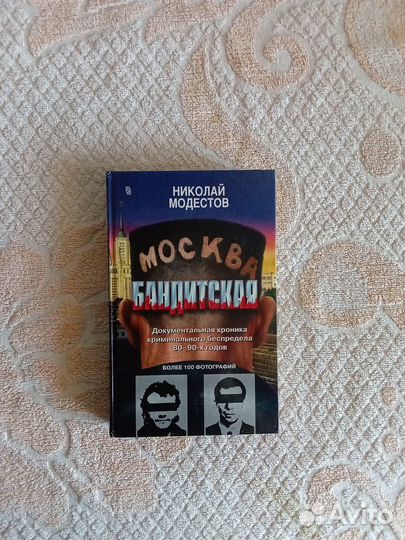 НИКОЛАЙ
МОДЕСТОВ
МОСКВА
БАНДИТСКАЯ
Документальная хроника
криминального беспредела
80-90-х годов
БОЛЕЕ 100 ФОТОГРАФИЙ
Avito